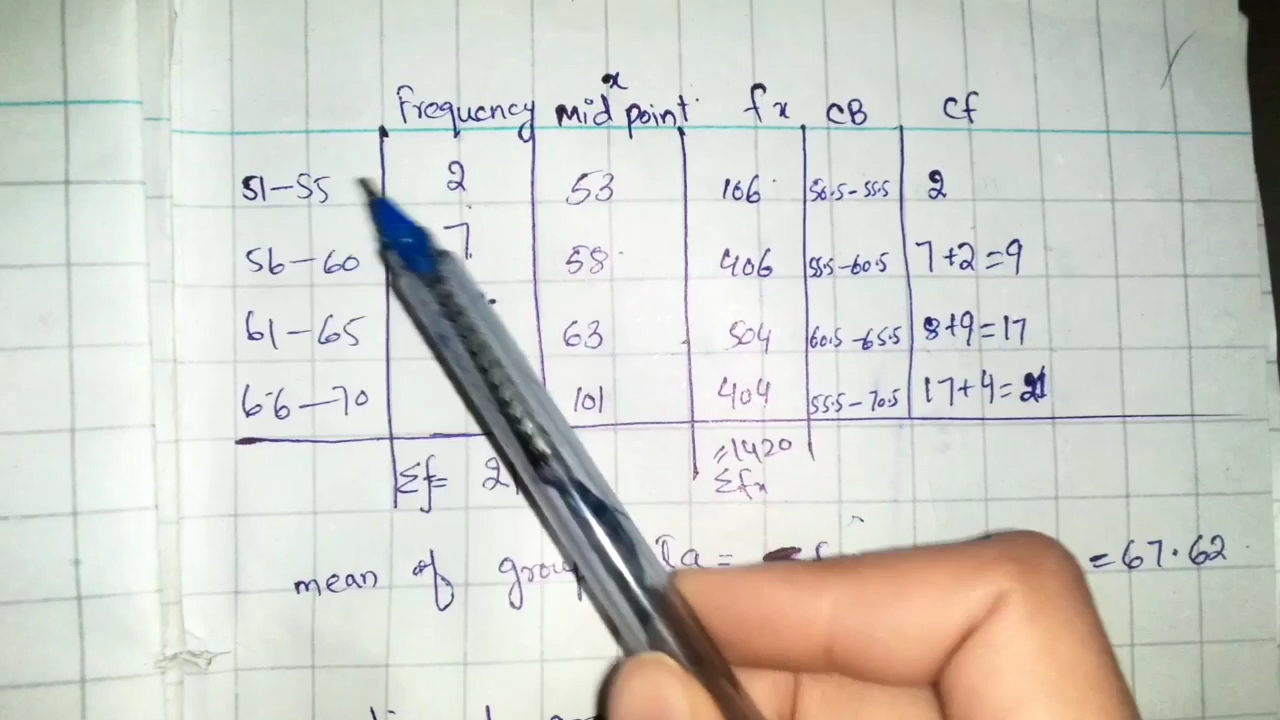 x
Frequency mid point fx CB Cf
51-55 2 53 106 50.5-55.5 2
56-60 7 58 406 55.5-60.5 7+2=9
61-65 63 504 60.5-65.5 8+9=17
66-70 101 404 55.5-70.5 17+4=21
Σf= =1420
Σfx
mean of = =67.62